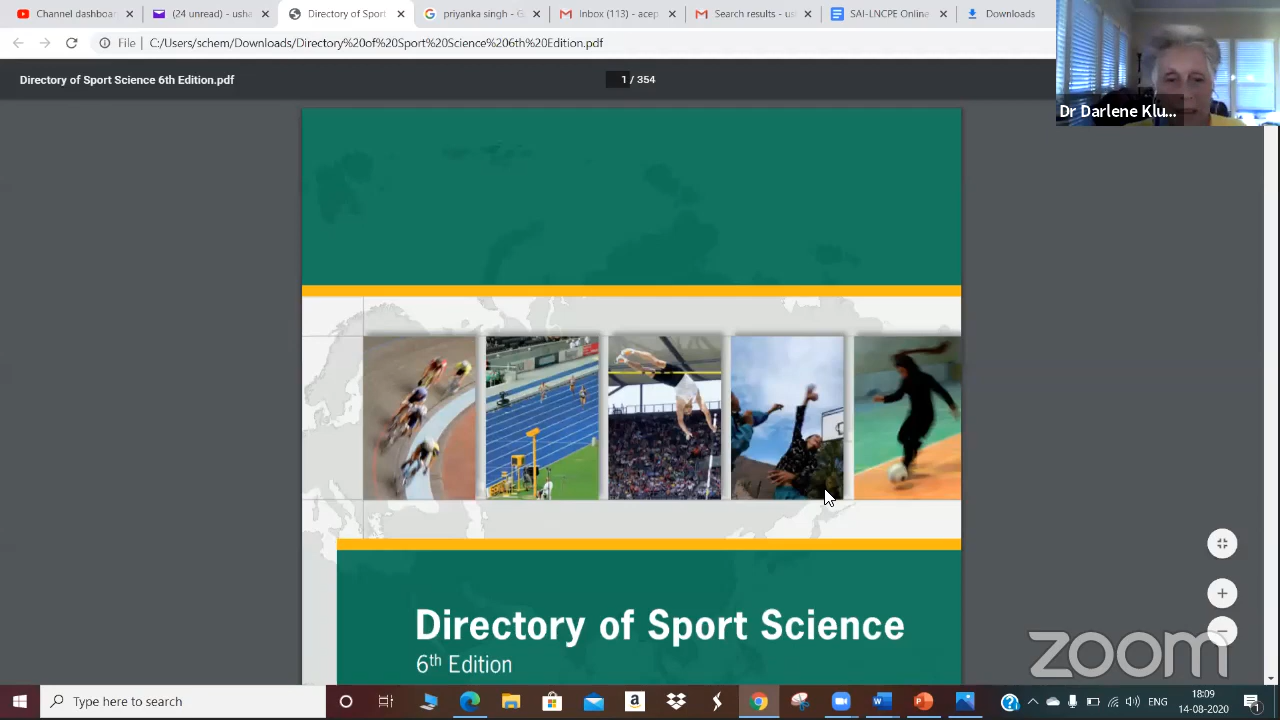 Channel dashboar
(24 unread) - usha
Directory of Sport
priyanka singh - G
Inbox (113) - acep
Search results - us
SAI-LNCPE Online
Downloads
File
C:/Users/schem/Downloads/Directory%20of%20Sport%20Science%206th%20Edition.pdf
Directory of Sport Science 6th Edition.pdf
1 / 354
Dr Darlene Klu...
Directory of Sport Science
6th Edition
zoom
Type here to search
ENG
18:09
14-08-2020
1